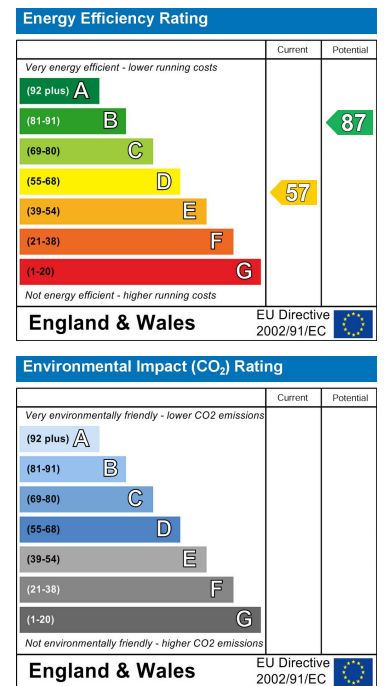 Energy Efficiency Rating
Current Potential
Very energy efficient - lower running costs
(92 plus) A
(81-91) B
87
(69-80) C
(55-68) D
57
(39-54) E
(21-38) F
(1-20) G
Not energy efficient - higher running costs
England & Wales
EU Directive
2002/91/EC
Environmental Impact (CO₂) Rating
Current Potential
Very environmentally friendly - lower CO2 emissions
(92 plus) A
(81-91) B
(69-80) C
(55-68) D
(39-54) E
(21-38) F
(1-20) G
Not environmentally friendly - higher CO2 emissions
England & Wales
EU Directive
2002/91/EC